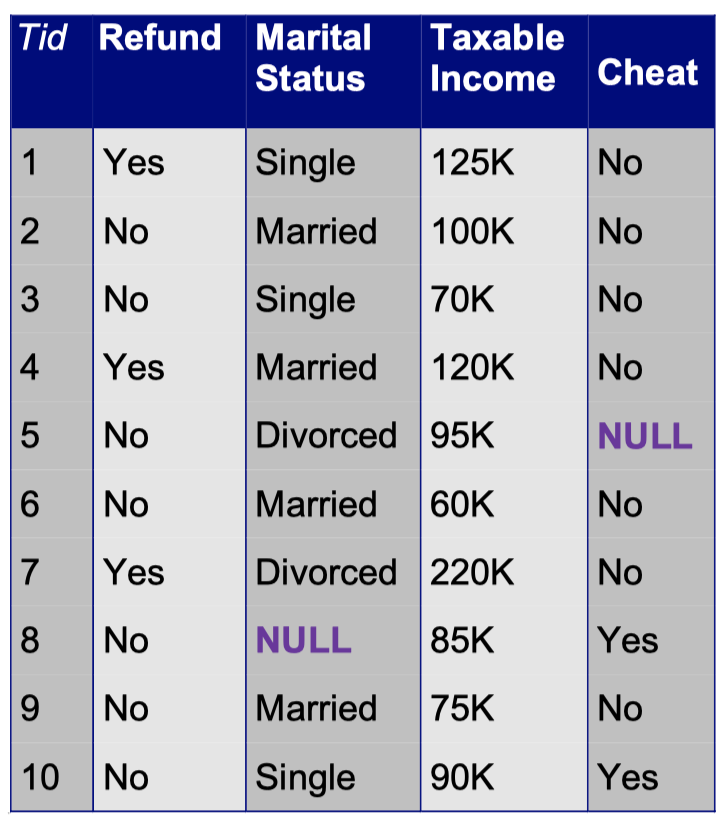 Tid Refund Marital Status Taxable Income Cheat
1 Yes Single 125K No
2 No Married 100K No
3 No Single 70K No
4 Yes Married 120K No
5 No Divorced 95K NULL
6 No Married 60K No
7 Yes Divorced 220K No
8 No NULL 85K Yes
9 No Married 75K No
10 No Single 90K Yes